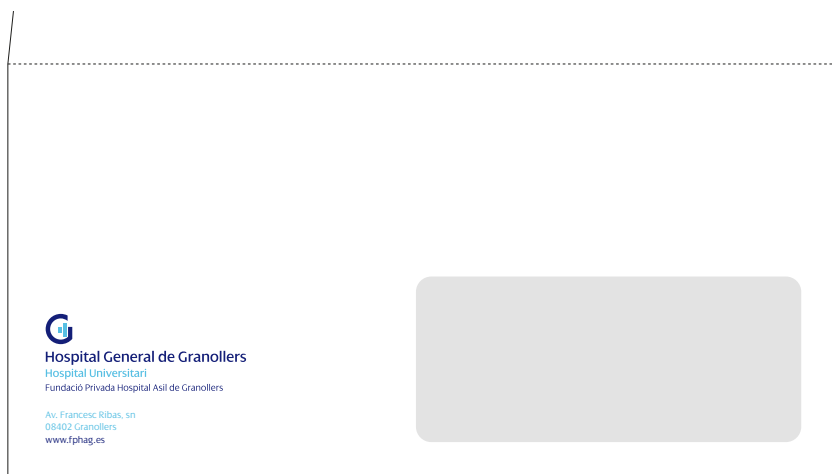 Hospital General de Granollers
Hospital Universitari
Fundació Privada Hospital Asil de Granollers
Av. Francesc Ribas, sn
08402 Granollers
www.fphag.es